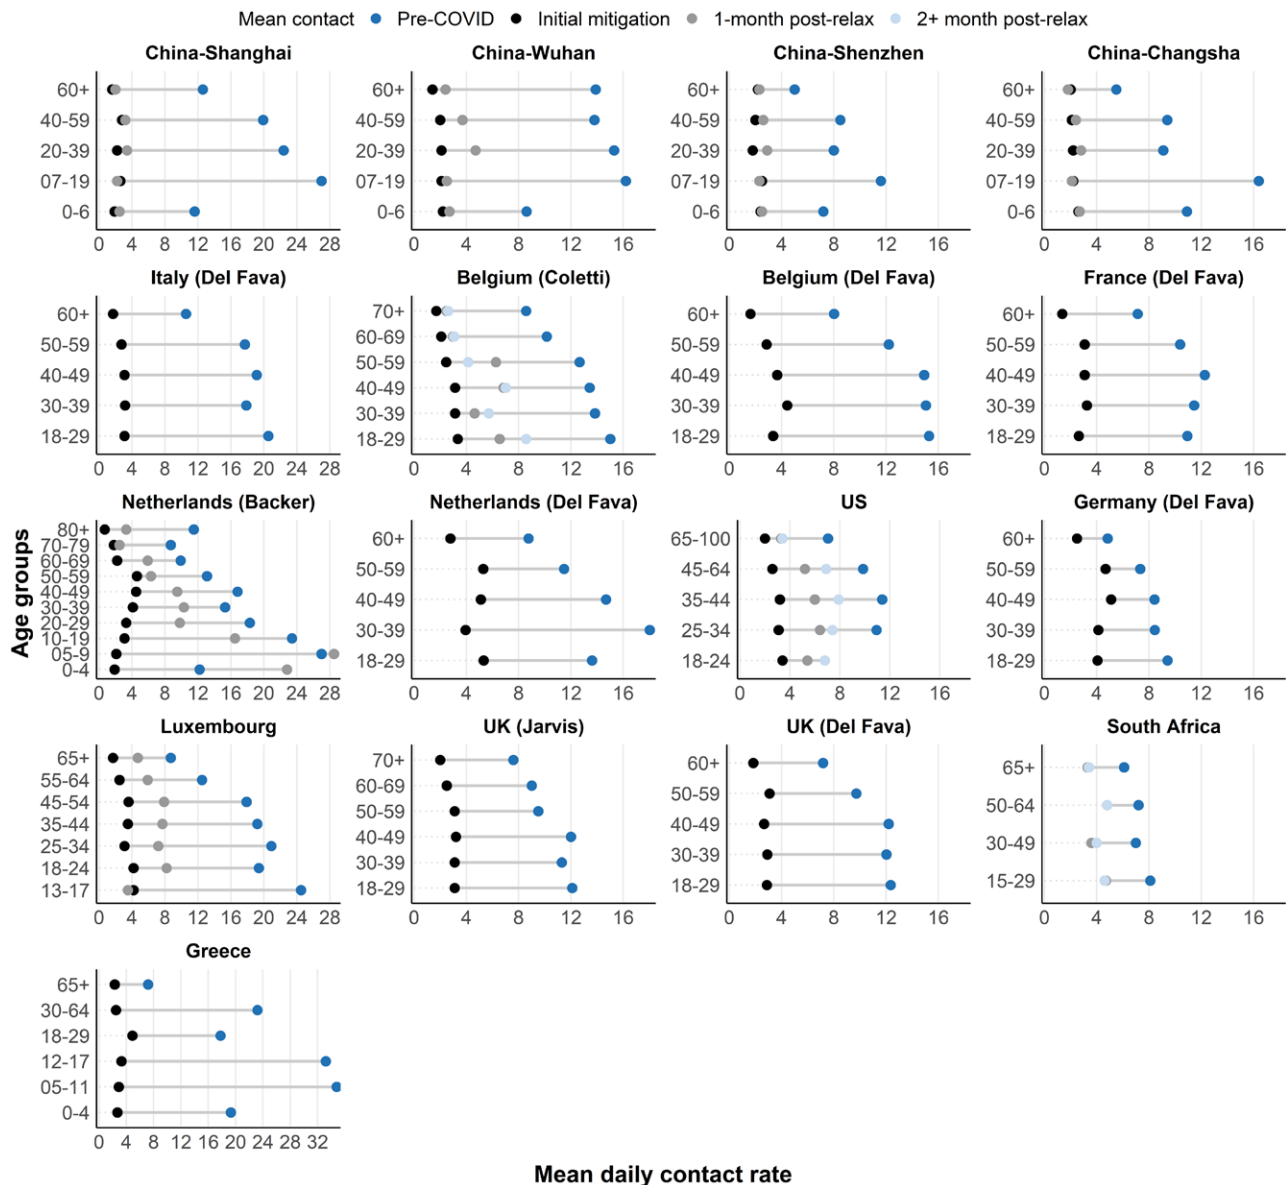 Mean contact Pre-COVID Initial mitigation 1-month post-relax 2+ month post-relax
China-Shanghai China-Wuhan China-Shenzhen China-Changsha
60+ 60+ 60+ 60+
40-59 40-59 40-59 40-59
20-39 20-39 20-39 20-39
07-19 07-19 07-19 07-19
0-6 0-6 0-6 0-6
0 4 8 12 16 20 24 28 0 4 8 12 16 0 4 8 12 16 0 4 8 12 16
Italy (Del Fava) Belgium (Coletti) Belgium (Del Fava) France (Del Fava)
60+ 70+ 60+ 60+
50-59 60-69 50-59 50-59
40-49 50-59 40-49 40-49
30-39 40-49 30-39 30-39
18-29 30-39 18-29 18-29
18-29
0 4 8 12 16 20 24 28 0 4 8 12 16 0 4 8 12 16 0 4 8 12 16
Netherlands (Backer) Netherlands (Del Fava) US Germany (Del Fava)
80+ 60+ 65-100 60+
70-79 50-59 45-64 50-59
60-69 40-49 35-44 40-49
50-59 30-39 25-34 30-39
40-49 18-29 18-24 18-29
30-39
20-29
10-19
05-9
0-4
0 4 8 12 16 20 24 28 0 4 8 12 16 0 4 8 12 16 0 4 8 12 16
Age groups
Luxembourg UK (Jarvis) UK (Del Fava) South Africa
65+ 70+ 60+ 65+
55-64 60-69 50-59 50-64
45-54 50-59 40-49 30-49
35-44 40-49 30-39 15-29
25-34 30-39 18-29
18-24 18-29
13-17
0 4 8 12 16 20 24 28 0 4 8 12 16 0 4 8 12 16 0 4 8 12 16
Greece
65+
30-64
18-29
12-17
05-11
0-4
0 4 8 12 16 20 24 28 32
Mean daily contact rate